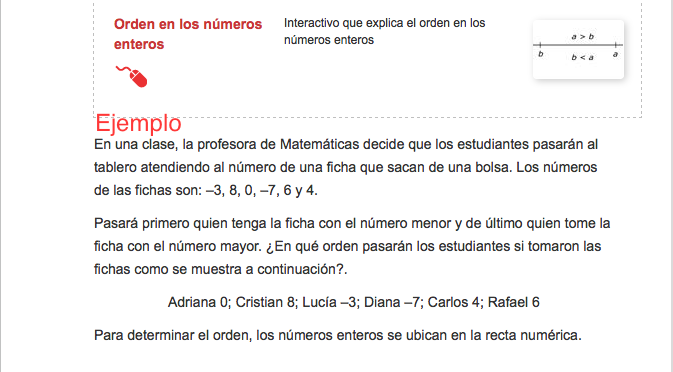 Orden en los números
enteros
Interactivo que explica el orden en los
números enteros
a > b
b
a
b < a
Ejemplo
En una clase, la profesora de Matemáticas decide que los estudiantes pasarán al
tablero atendiendo al número de una ficha que sacan de una bolsa. Los números
de las fichas son: –3, 8, 0, –7, 6 y 4.
Pasará primero quien tenga la ficha con el número menor y de último quien tome la
ficha con el número mayor. ¿En qué orden pasarán los estudiantes si tomaron las
fichas como se muestra a continuación?.
Adriana 0; Cristian 8; Lucía –3; Diana –7; Carlos 4; Rafael 6
Para determinar el orden, los números enteros se ubican en la recta numérica.